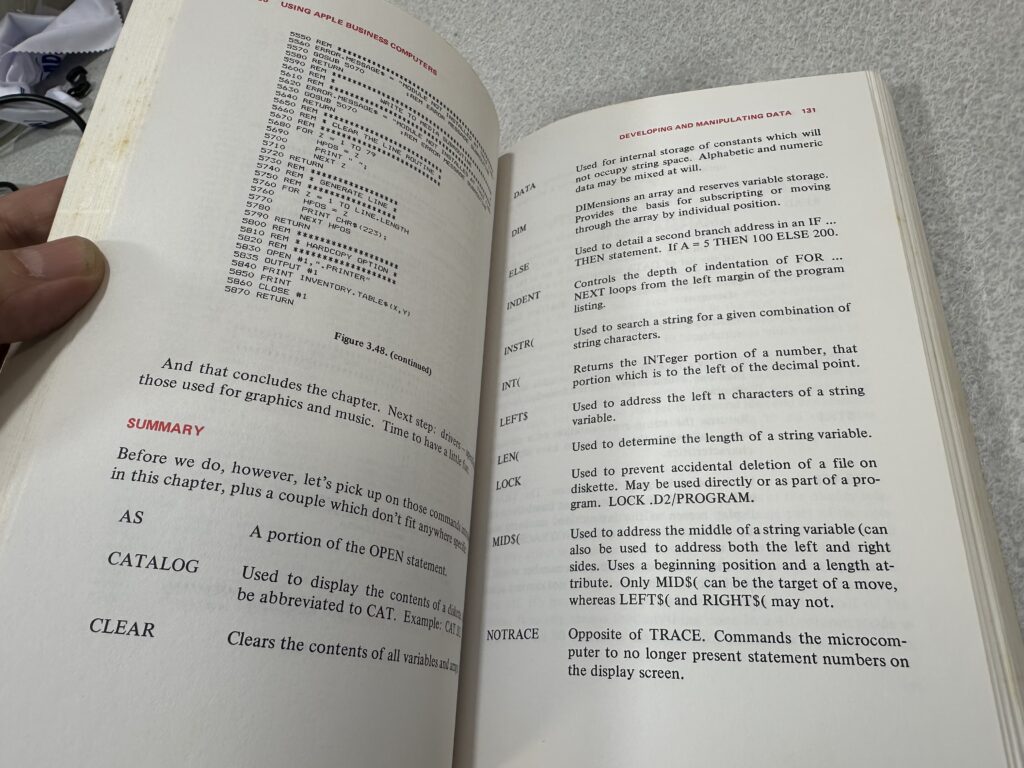 USING APPLE BUSINESS COMPUTERS
5550 REM
5560 ERROR.MESSAGE$ =
5570 GOSUB 5070
5580 RETURN
5590 REM
5600 REM
5610 REM WRITE TO MEDIA
5620 ERROR.MESSAGE$ =
5630 GOSUB 5070
5640 RETURN
5650 REM
5660 REM * CLEAR THE LINE ROUTINE *
5670 REM
5680 FOR Z = 1 TO 79
5690 HPOS = Z
5700 PRINT " ";
5710 NEXT Z
5720 RETURN
5730 REM
5740 REM * GENERATE LINE *
5750 REM
5760 FOR Z = 1 TO LINE.LENGTH
5760 HPOS = Z
5770 PRINT CHR$(223);
5780 NEXT HPOS
5790 RETURN
5800 REM
5810 REM * HARDCOPY OPTION *
5820 REM
5830 OPEN #1,".PRINTER"
5835 OUTPUT #1
5840 PRINT INVENTORY.TABLE$(X,Y)
5850 PRINT
5860 CLOSE #1
5870 RETURN
Figure 3.48. (continued)
And that concludes the chapter. Next step: drivers—
those used for graphics and music. Time to have a little
SUMMARY
Before we do, however, let's pick up on those commands
in this chapter, plus a couple which don't fit anywhere
AS A portion of the OPEN statement.
CATALOG Used to display the contents of a
be abbreviated to CAT. Example: CAT
CLEAR Clears the contents of all variables and
DEVELOPING AND MANIPULATING DATA 131
DATA Used for internal storage of constants which will
not occupy string space. Alphabetic and numeric
data may be mixed at will.
DIM DIMensions an array and reserves variable storage.
Provides the basis for subscripting or moving
through the array by individual position.
ELSE Used to detail a second branch address in an IF ...
THEN statement. If A = 5 THEN 100 ELSE 200.
INDENT Controls the depth of indentation of FOR ...
NEXT loops from the left margin of the program
listing.
INSTR( Used to search a string for a given combination of
string characters.
INT( Returns the INTeger portion of a number, that
portion which is to the left of the decimal point.
LEFT$ Used to address the left n characters of a string
variable.
LEN( Used to determine the length of a string variable.
LOCK Used to prevent accidental deletion of a file on
diskette. May be used directly or as part of a pro-
gram. LOCK .D2/PROGRAM.
MID$( Used to address the middle of a string variable (can
also be used to address both the left and right
sides. Uses a beginning position and a length at-
tribute. Only MID$( can be the target of a move,
whereas LEFT$( and RIGHT$( may not.
NOTRACE Opposite of TRACE. Commands the microcom-
puter to no longer present statement numbers on
the display screen.